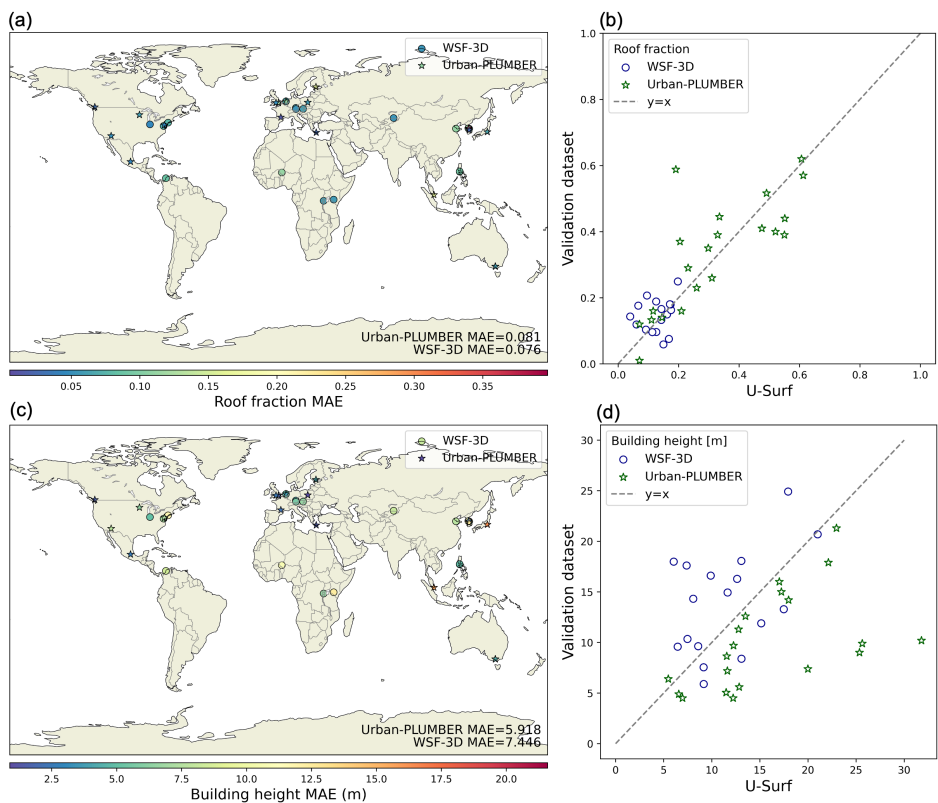 (a)
WSF-3D
Urban-PLUMBER
Urban-PLUMBER MAE=0.081
WSF-3D MAE=0.076
0.05 0.10 0.15 0.20 0.25 0.30 0.35
Roof fraction MAE
(b)
1.0
0.8
0.6
0.4
0.2
0.0
Validation dataset
Roof fraction
WSF-3D
Urban-PLUMBER
y=x
0.0 0.2 0.4 0.6 0.8 1.0
U-Surf
(c)
WSF-3D
Urban-PLUMBER
Urban-PLUMBER MAE=5.918
WSF-3D MAE=7.446
2.5 5.0 7.5 10.0 12.5 15.0 17.5 20.0
Building height MAE (m)
(d)
30
25
20
15
10
5
0
Validation dataset
Building height [m]
WSF-3D
Urban-PLUMBER
y=x
0 5 10 15 20 25 30
U-Surf